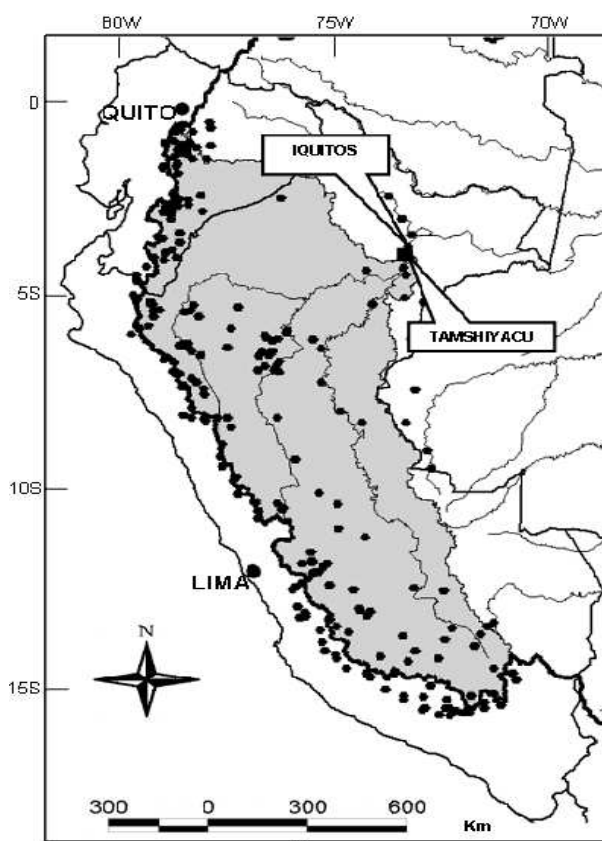 80W 75W 70W
0
QUITO
IQUITOS
5S
TAMSHIYACU
10S
LIMA
N
15S
300 0 300 600
Km